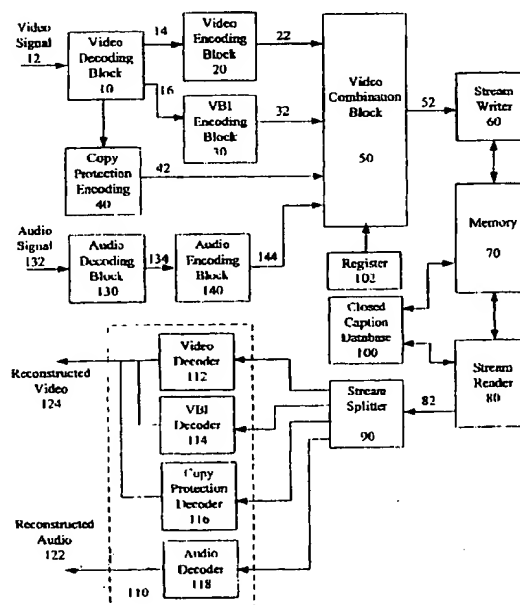 Video
Signal
12
Video
Decoding
Block
10
14
16
Video
Encoding
Block
20
22
VBI
Encoding
Block
30
32
Copy
Protection
Encoding
40
42
Video
Combination
Block
50
52
Stream
Writer
60
Memory
70
Audio
Signal
132
Audio
Decoding
Block
130
134
Audio
Encoding
Block
140
144
Register
102
Closed
Caption
Database
100
Stream
Reader
80
82
Stream
Splitter
90
Video
Decoder
112
VBI
Decoder
114
Copy
Protection
Decoder
116
Audio
Decoder
118
110
Reconstructed
Video
124
Reconstructed
Audio
122